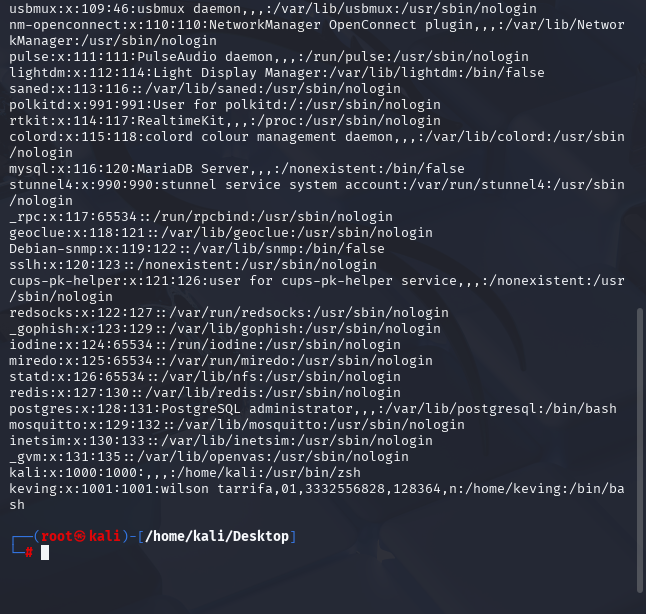 usbmux:x:109:46:usbmux daemon,,,:/var/lib/usbmux:/usr/sbin/nologin
nm-openconnect:x:110:110:NetworkManager OpenConnect plugin,,,:/var/lib/Networ
kManager:/usr/sbin/nologin
pulse:x:111:111:PulseAudio daemon,,,:/run/pulse:/usr/sbin/nologin
lightdm:x:112:114:Light Display Manager:/var/lib/lightdm:/bin/false
saned:x:113:116::/var/lib/saned:/usr/sbin/nologin
polkitd:x:991:991:User for polkitd:/:/usr/sbin/nologin
rtkit:x:114:117:RealtimeKit,,,:/proc:/usr/sbin/nologin
colord:x:115:118:colord colour management daemon,,,:/var/lib/colord:/usr/sbin
/nologin
mysql:x:116:120:MariaDB Server,,,:/nonexistent:/bin/false
stunnel4:x:990:990:stunnel service system account:/var/run/stunnel4:/usr/sbin
/nologin
_rpc:x:117:65534::/run/rpcbind:/usr/sbin/nologin
geoclue:x:118:121::/var/lib/geoclue:/usr/sbin/nologin
Debian-snmp:x:119:122::/var/lib/snmp:/bin/false
sslh:x:120:123::/nonexistent:/usr/sbin/nologin
cups-pk-helper:x:121:126:user for cups-pk-helper service,,,:/nonexistent:/usr
/sbin/nologin
redsocks:x:122:127::/var/run/redsocks:/usr/sbin/nologin
_gophish:x:123:129::/var/lib/gophish:/usr/sbin/nologin
iodine:x:124:65534::/run/iodine:/usr/sbin/nologin
miredo:x:125:65534::/var/run/miredo:/usr/sbin/nologin
statd:x:126:65534::/var/lib/nfs:/usr/sbin/nologin
redis:x:127:130::/var/lib/redis:/usr/sbin/nologin
postgres:x:128:131:PostgreSQL administrator,,,:/var/lib/postgresql:/bin/bash
mosquitto:x:129:132::/var/lib/mosquitto:/usr/sbin/nologin
inetsim:x:130:133::/var/lib/inetsim:/usr/sbin/nologin
_gvm:x:131:135::/var/lib/openvas:/usr/sbin/nologin
kali:x:1000:1000:,,,:/home/kali:/usr/bin/zsh
keving:x:1001:1001:wilson tarrifa,01,3332556828,128364,n:/home/keving:/bin/ba
sh
┌──(root㉿kali)-[/home/kali/Desktop]
└─#